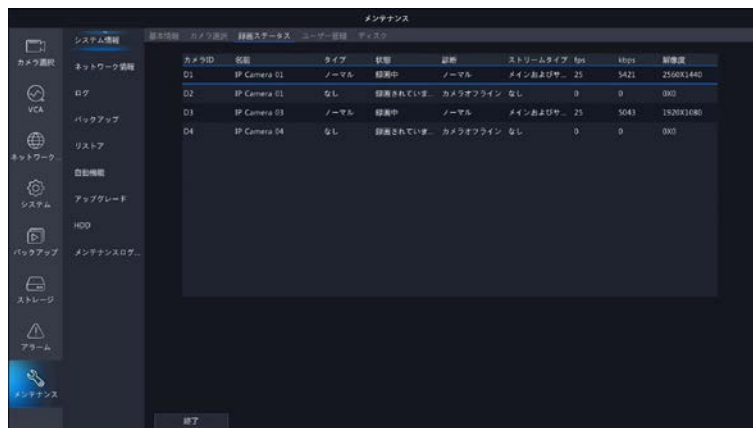 メンテナンス
カメラ選択
VCA
ネットワーク...
システム
バックアップ
ストレージ
アラーム
メンテナンス
システム情報
ネットワーク情報
ログ
バックアップ
リストア
自動機能
アップグレード
HDD
メンテナンスログ...
基本情報 カメラ選択 録画ステータス ユーザー管理 ディスク
カメラID 名前 タイプ 状態 診断 ストリームタイプ fps kbps 解像度
D1 IP Camera 01 ノーマル 録画中 ノーマル メインおよびサ... 25 5421 2560X1440
D2 IP Camera 01 なし 録画されていま... カメラオフライン なし 0 0 0X0
D3 IP Camera 03 ノーマル 録画中 ノーマル メインおよびサ... 25 5043 1920X1080
D4 IP Camera 04 なし 録画されていま... カメラオフライン なし 0 0 0X0
終了